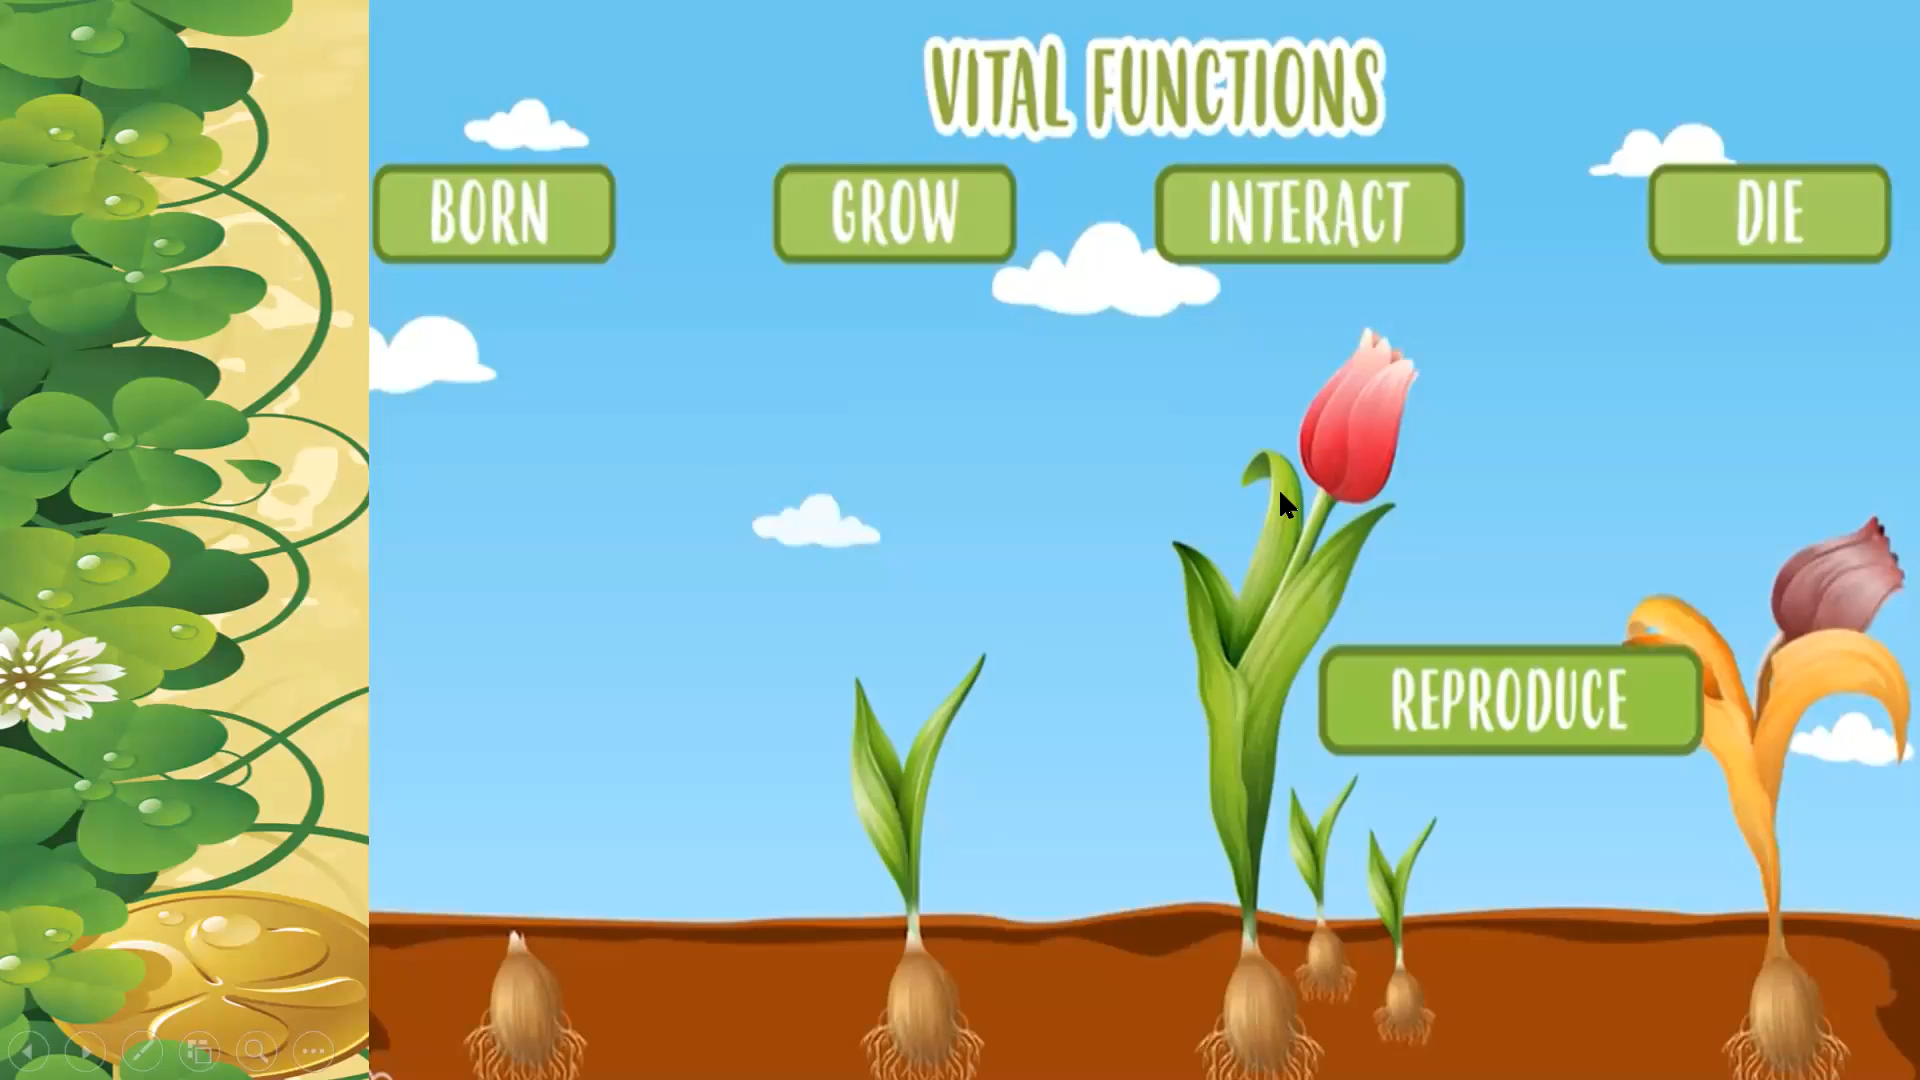 VITAL FUNCTIONS
BORN
GROW
INTERACT
DIE
REPRODUCE